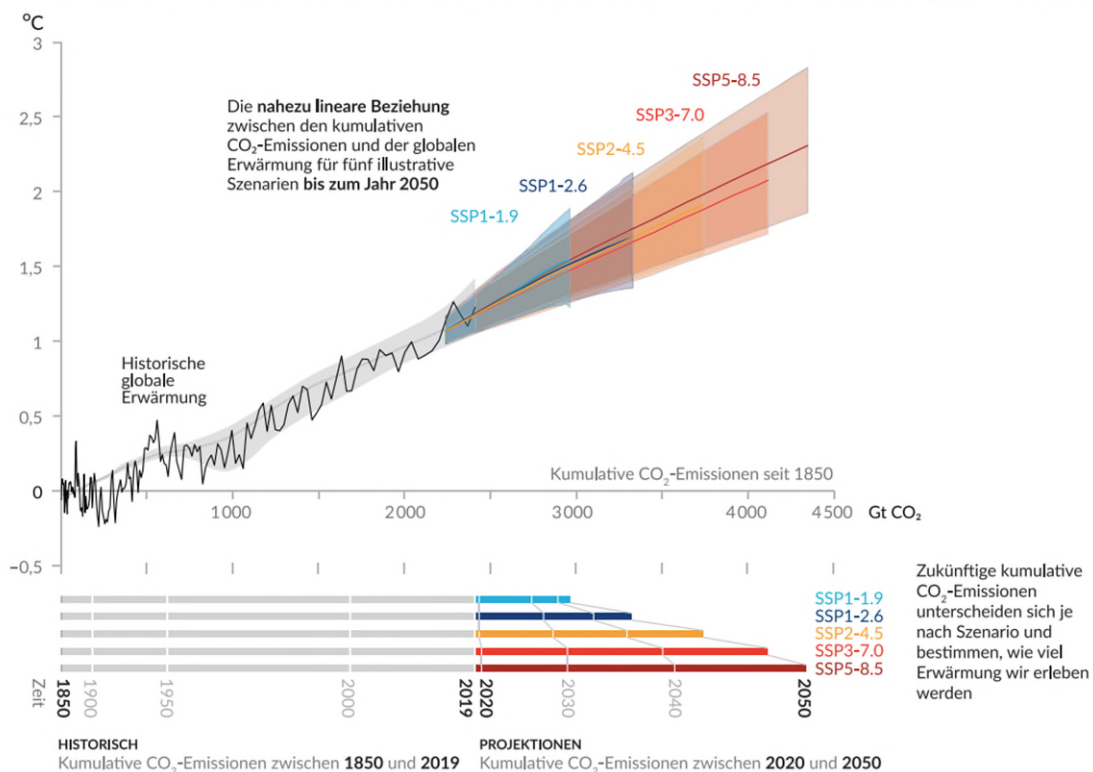 °C
3
SSP5-8.5
2,5
Die nahezu lineare Beziehung
zwischen den kumulativen
CO₂-Emissionen und der globalen
Erwärmung für fünf illustrative
Szenarien bis zum Jahr 2050
SSP3-7.0
SSP2-4.5
2
SSP1-2.6
SSP1-1.9
1,5
1
Historische
globale
Erwärmung
0,5
Kumulative CO₂-Emissionen seit 1850
0
1000
2000
3000
4000
4500
Gt CO₂
-0,5
Zukünftige kumulative
CO₂-Emissionen
unterscheiden sich je
nach Szenario und
bestimmen, wie viel
Erwärmung wir erleben
werden
SSP1-1.9
SSP1-2.6
SSP2-4.5
SSP3-7.0
SSP5-8.5
Zeit
1850
1900
1950
2000
2019
2020
2030
2040
2050
HISTORISCH
Kumulative CO₂-Emissionen zwischen 1850 und 2019
PROJEKTIONEN
Kumulative CO₂-Emissionen zwischen 2020 und 2050